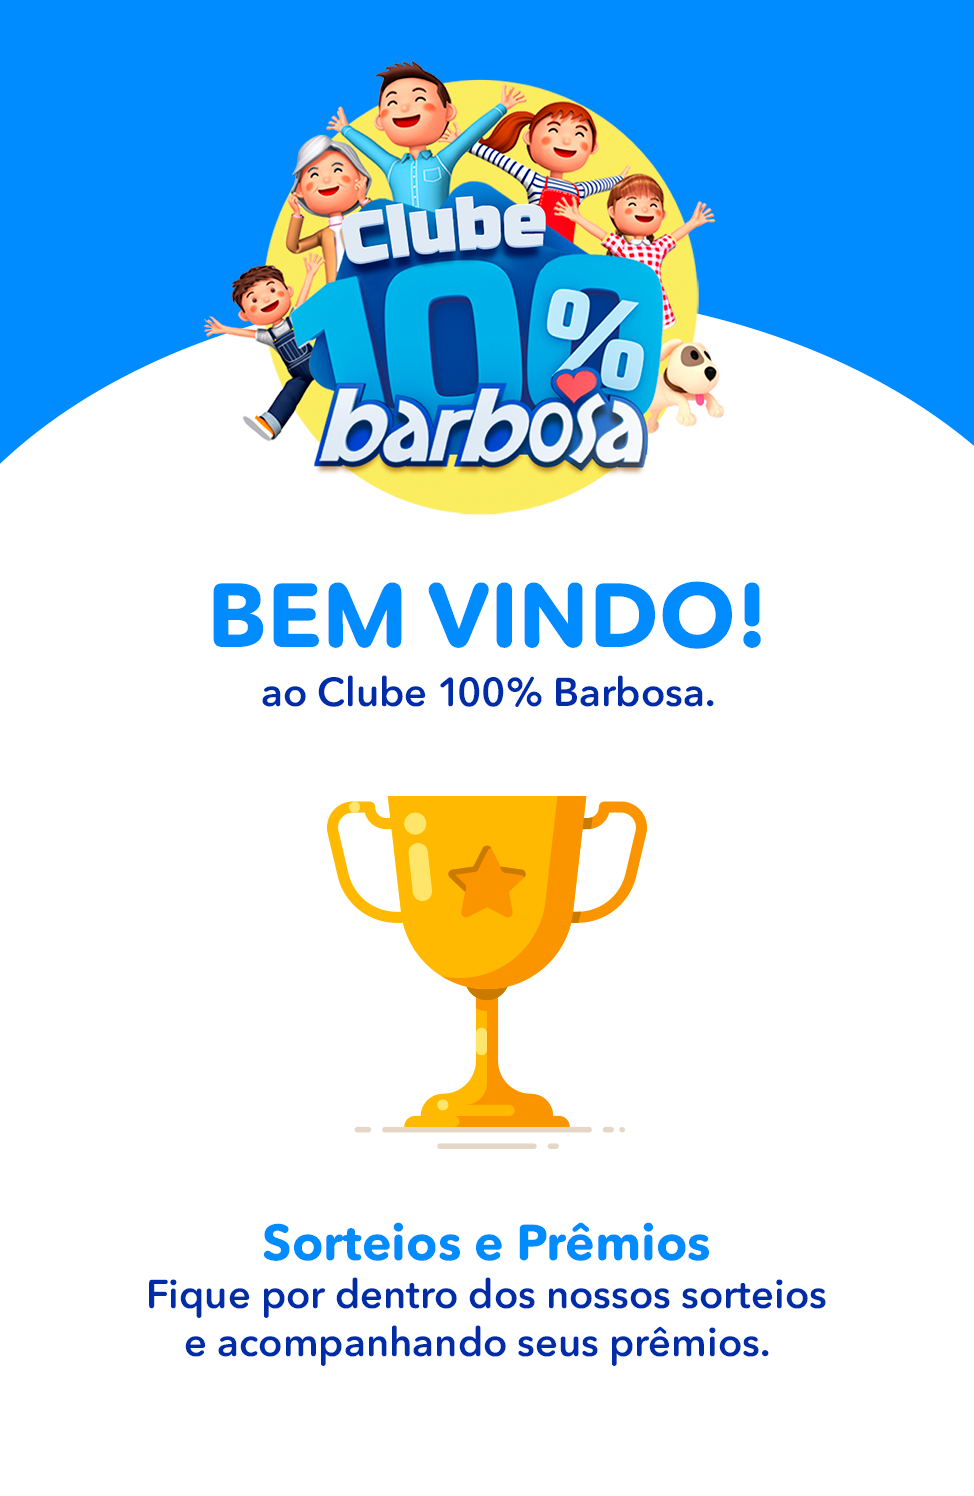 Clube
100%
barbosa
BEM VINDO!
ao Clube 100% Barbosa.
Sorteios e Prêmios
Fique por dentro dos nossos sorteios
e acompanhando seus prêmios.